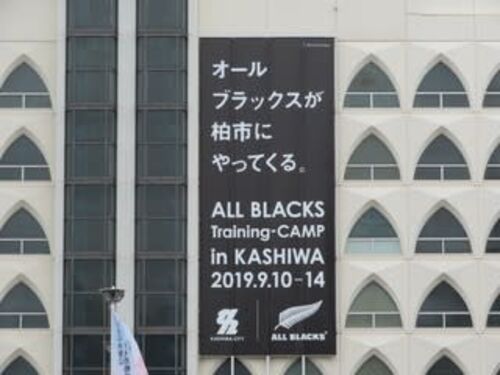 オール
ブラックスが
柏市に
やってくる。
ALL BLACKS
Training-CAMP
in KASHIWA
2019.9.10-14
KASHIWA CITY
ALL BLACKS